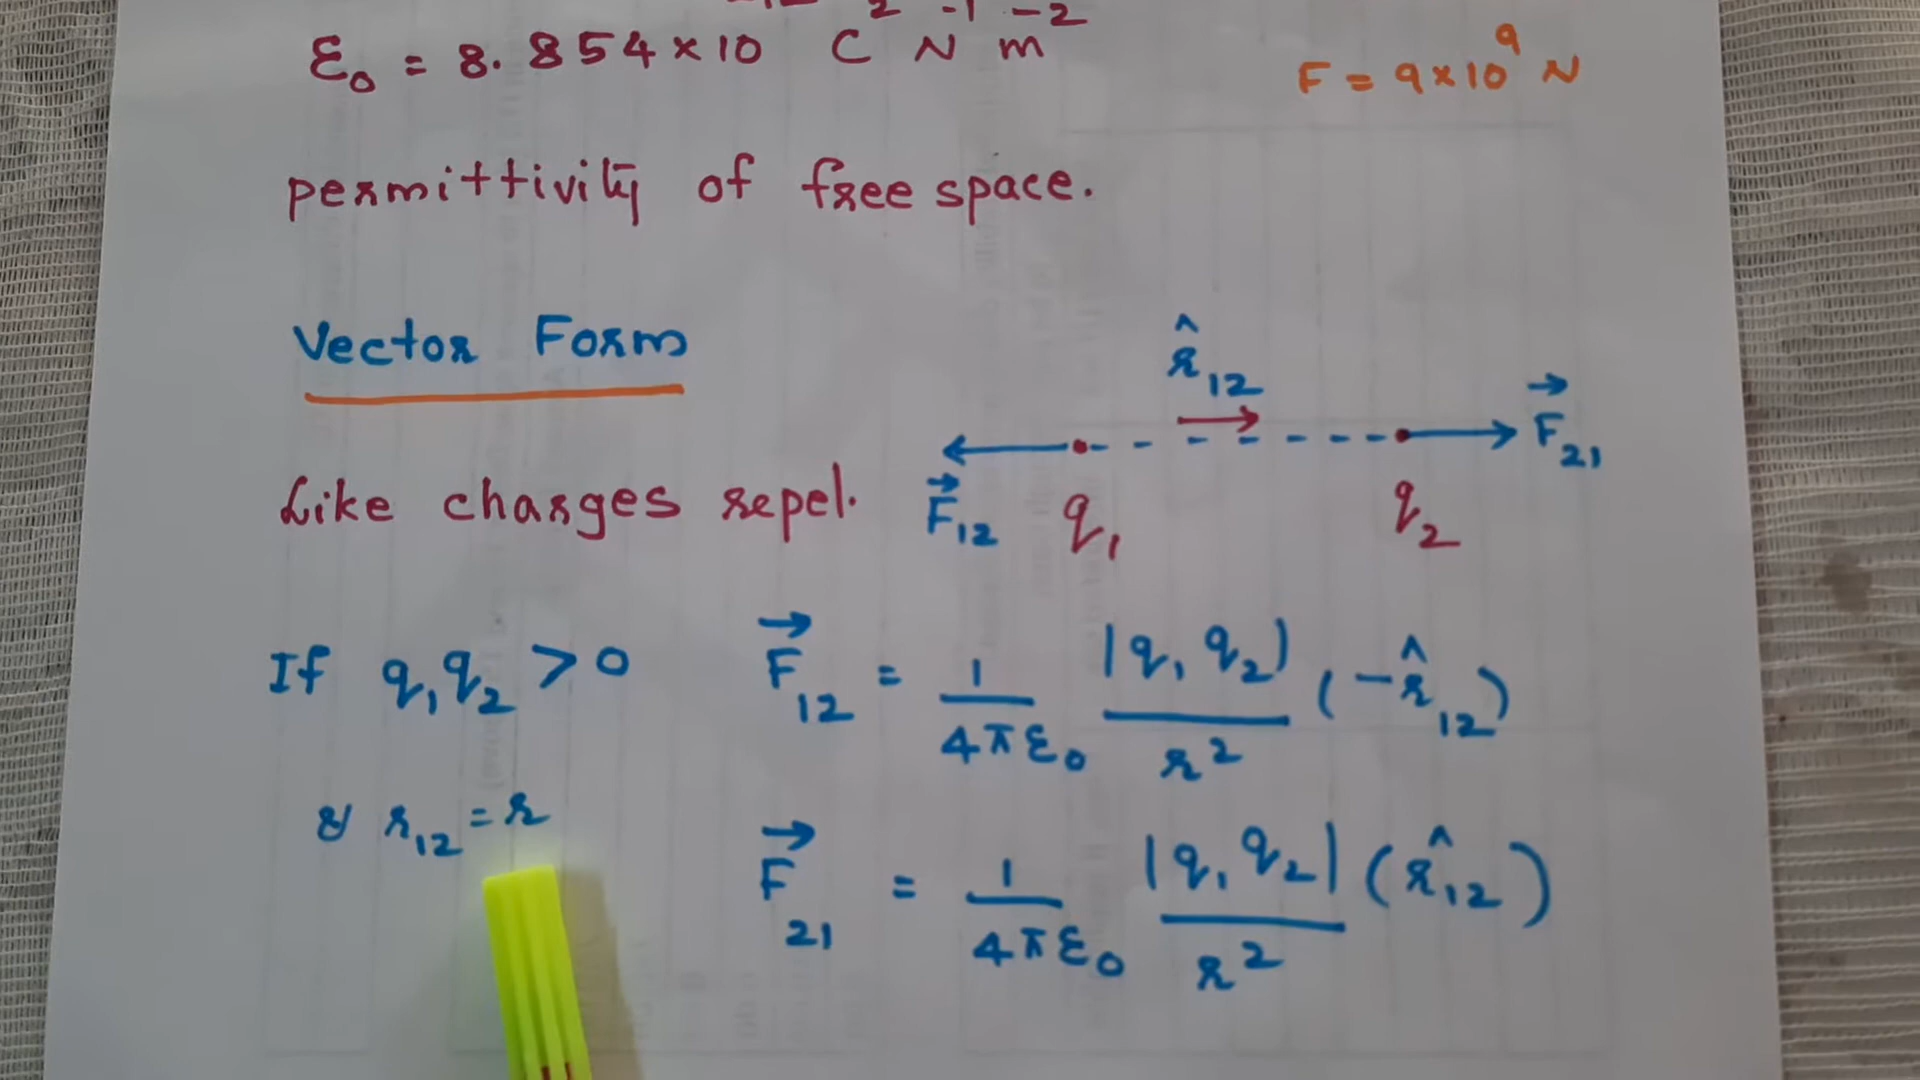 ε₀ = 8.854 × 10 C² N⁻¹ m⁻²
F = 9 × 10⁹ N
permittivity of free space.
Vector Form
r̂₁₂
F⃗₂₁
F⃗₁₂ q₁ q₂
Like charges repel.
If q₁q₂ > 0 F⃗₁₂ = 1/4πε₀ |q₁ q₂|/r² (-r̂₁₂)
& r₁₂ = r
F⃗₂₁ = 1/4πε₀ |q₁ q₂|/r² (r̂₁₂)